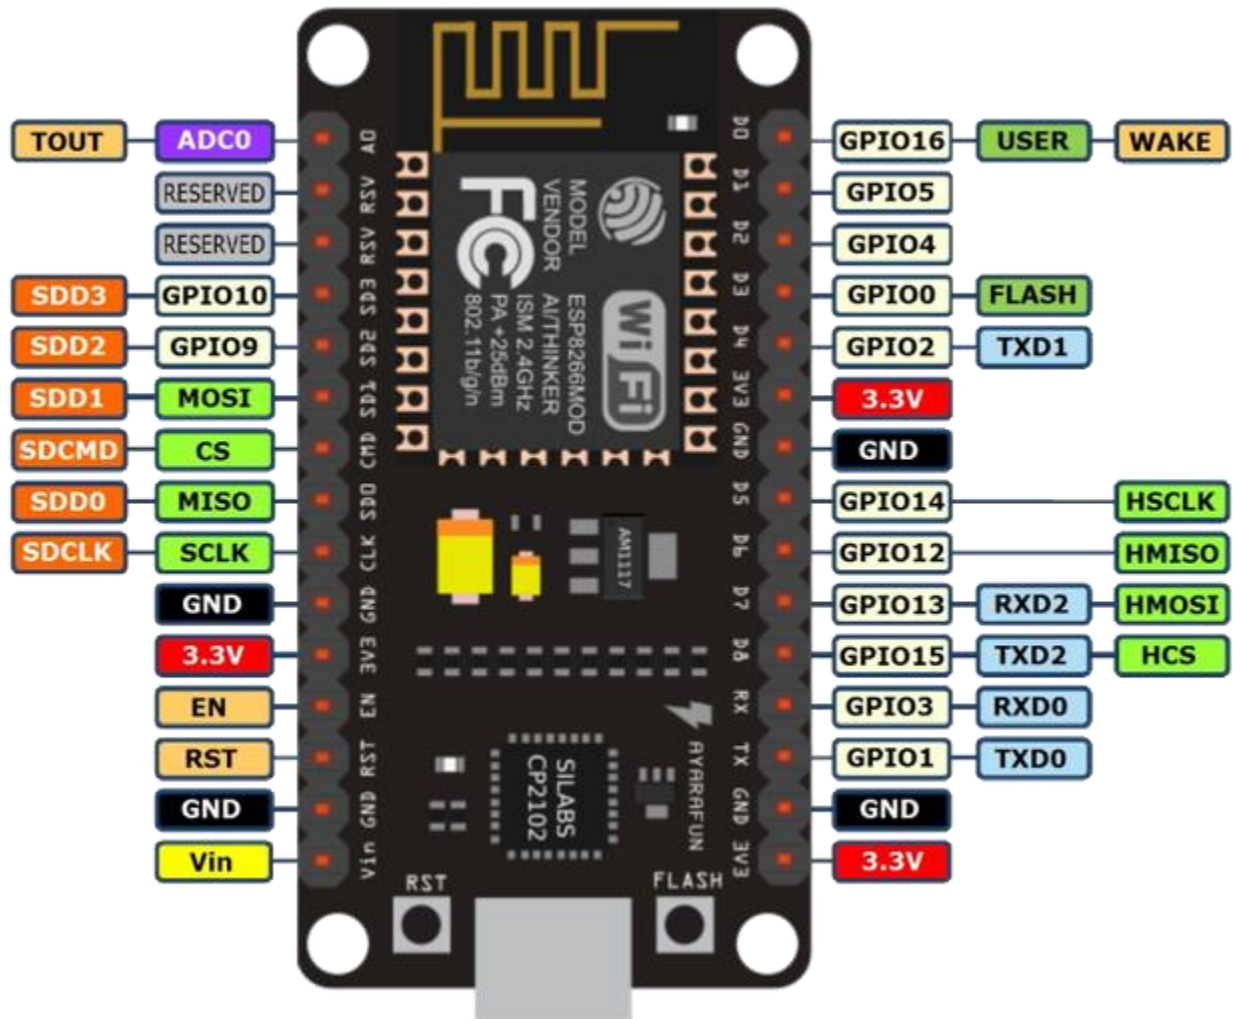 TOUT ADC0 A0 D0 GPIO16 USER WAKE
RESERVED RSV D1 GPIO5
RESERVED RSV D2 GPIO4
SDD3 GPIO10 SD3 D3 GPIO0 FLASH
SDD2 GPIO9 SD2 D4 GPIO2 TXD1
SDD1 MOSI SD1 3V3 3.3V
SDCMD CS CMD GND GND
SDD0 MISO SD0 D5 GPIO14 HSCLK
SDCLK SCLK CLK D6 GPIO12 HMISO
GND GND D7 GPIO13 RXD2 HMOSI
3.3V 3V3 D8 GPIO15 TXD2 HCS
EN EN RX GPIO3 RXD0
RST RST TX GPIO1 TXD0
GND GND GND GND
Vin Vin 3V3 3.3V
MODEL ESP8266MOD
VENDOR AI/THINKER
ISM 2.4GHz
PA +25dBm
802.11b/g/n
FC
WiFi
AM1117
SILABS
CP2102
AYARAFUN
RST
FLASH